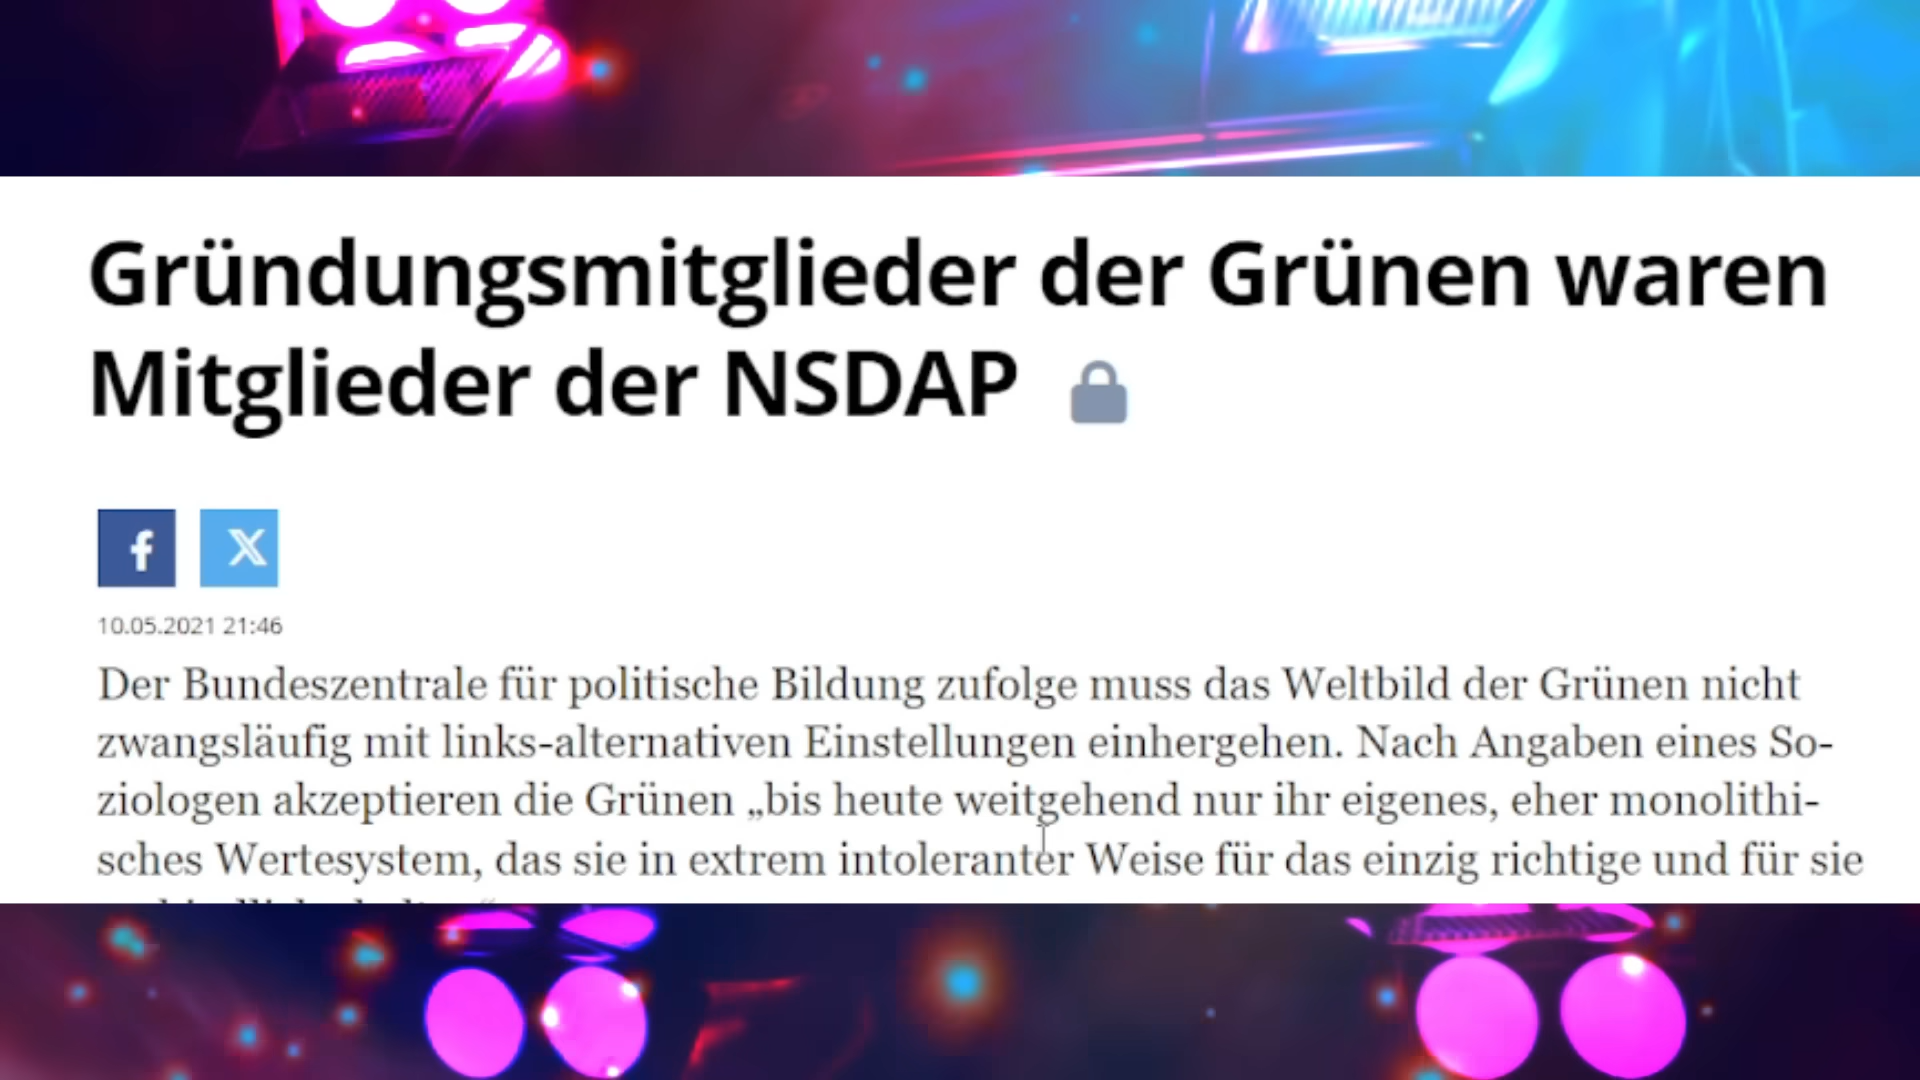 Gründungsmitglieder der Grünen waren
Mitglieder der NSDAP
f X
10.05.2021 21:46
Der Bundeszentrale für politische Bildung zufolge muss das Weltbild der Grünen nicht
zwangsläufig mit links-alternativen Einstellungen einhergehen. Nach Angaben eines So-
ziologen akzeptieren die Grünen „bis heute weitgehend nur ihr eigenes, eher monolithi-
sches Wertesystem, das sie in extrem intoleranter Weise für das einzig richtige und für sie